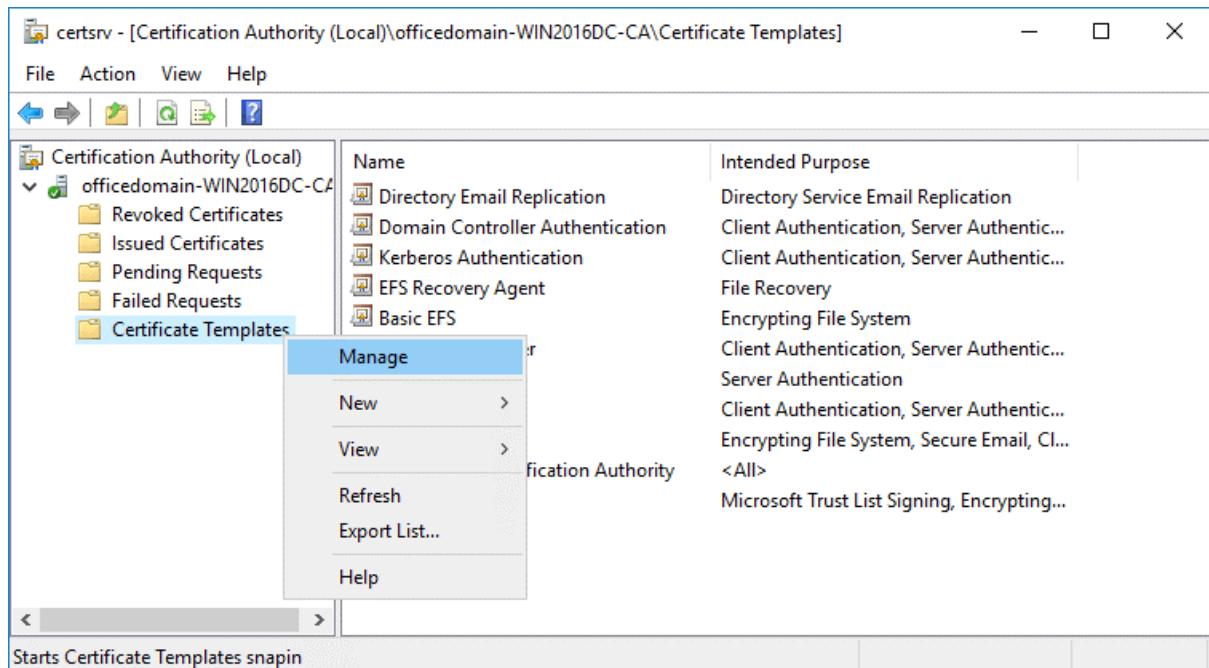 certsrv - [Certification Authority (Local)\officedomain-WIN2016DC-CA\Certificate Templates]
File Action View Help
Certification Authority (Local)
officedomain-WIN2016DC-CA
Revoked Certificates
Issued Certificates
Pending Requests
Failed Requests
Certificate Templates
Manage
New
View
Refresh
Export List...
Help
Name Intended Purpose
Directory Email Replication Directory Service Email Replication
Domain Controller Authentication Client Authentication, Server Authentic...
Kerberos Authentication Client Authentication, Server Authentic...
EFS Recovery Agent File Recovery
Basic EFS Encrypting File System
Client Authentication, Server Authentic...
Server Authentication
Client Authentication, Server Authentic...
Encrypting File System, Secure Email, Cl...
fication Authority <All>
Microsoft Trust List Signing, Encrypting...
Starts Certificate Templates snapin